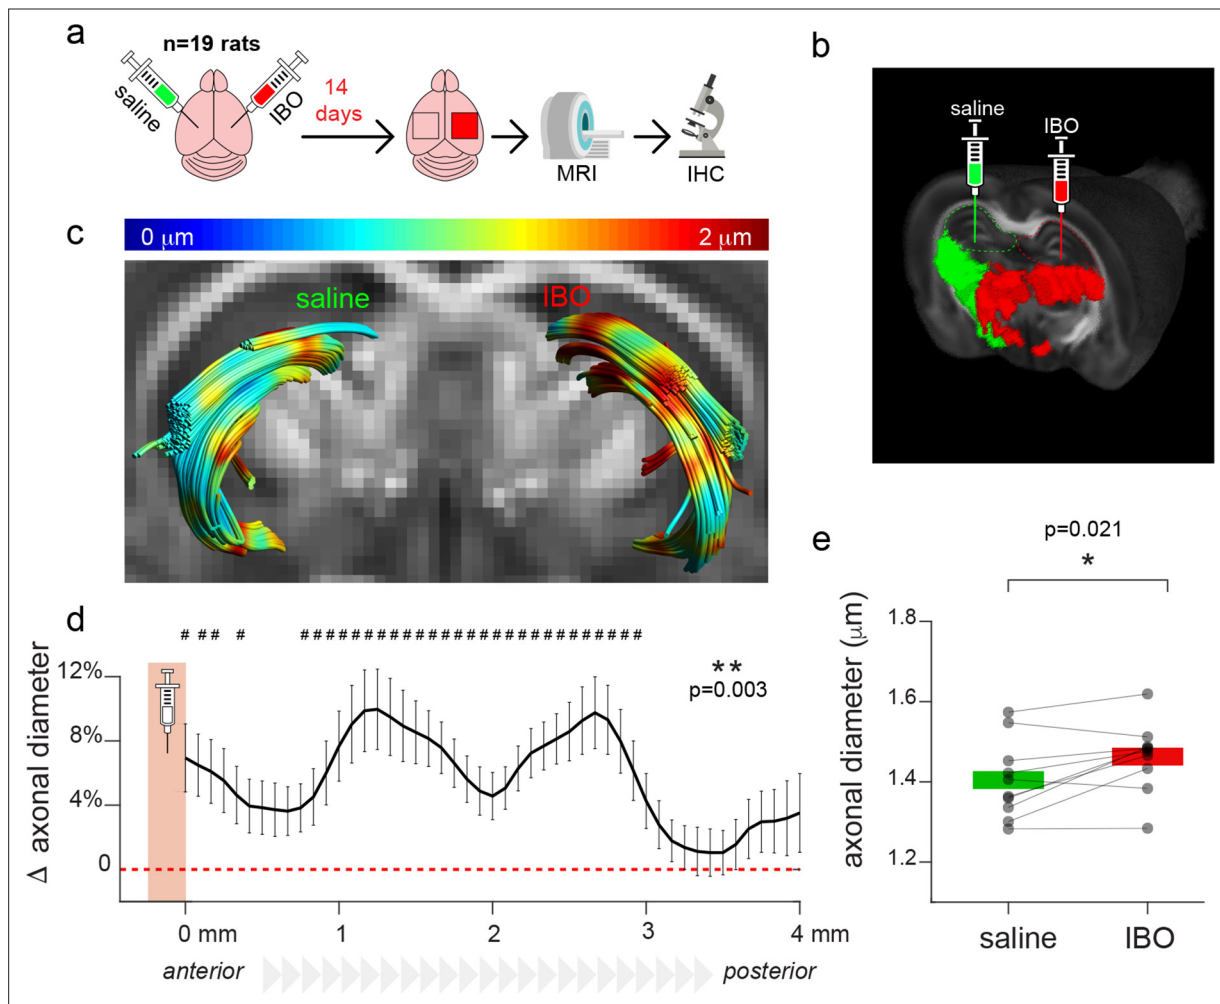 a
n=19 rats
saline
IBO
14
days
MRI
IHC
b
saline
IBO
c
0 μm
2 μm
saline
IBO
d
# # # # # # # # # # # # # # # # # # # # # # # # # # # # # # #
Δ axonal diameter
12%
8%
4%
0
**
p=0.003
0 mm
1
2
3
4 mm
anterior
posterior
e
p=0.021
*
axonal diameter (μm)
1.8
1.6
1.4
1.2
saline
IBO